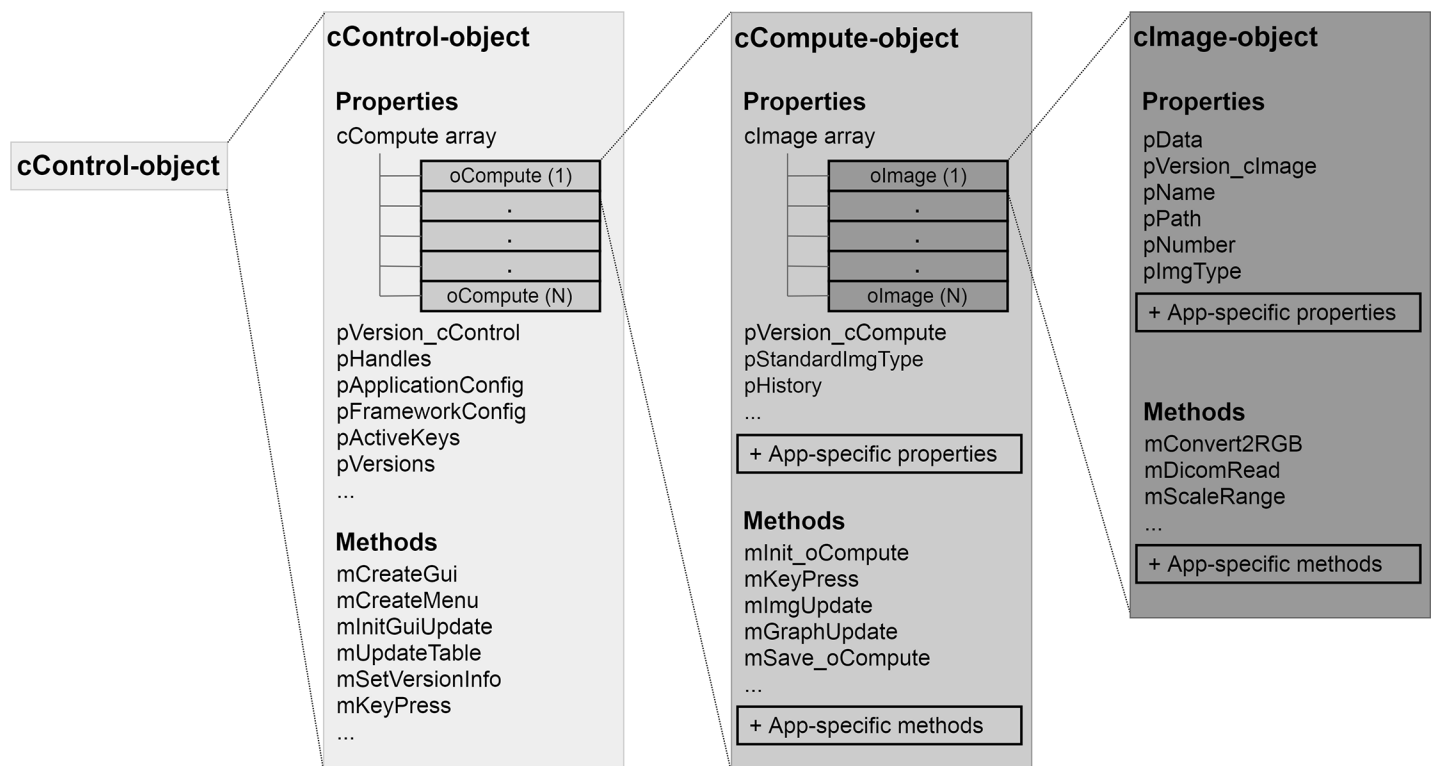 cControl-object
cControl-object
Properties
cCompute array
oCompute (1)
.
.
.
oCompute (N)
pVersion_cControl
pHandles
pApplicationConfig
pFrameworkConfig
pActiveKeys
pVersions
...
Methods
mCreateGui
mCreateMenu
mInitGuiUpdate
mUpdateTable
mSetVersionInfo
mKeyPress
...
cCompute-object
Properties
cImage array
oImage (1)
.
.
.
oImage (N)
pVersion_cCompute
pStandardImgType
pHistory
...
+ App-specific properties
Methods
mInit_oCompute
mKeyPress
mImgUpdate
mGraphUpdate
mSave_oCompute
...
+ App-specific methods
cImage-object
Properties
pData
pVersion_cImage
pName
pPath
pNumber
pImgType
+ App-specific properties
Methods
mConvert2RGB
mDicomRead
mScaleRange
...
+ App-specific methods